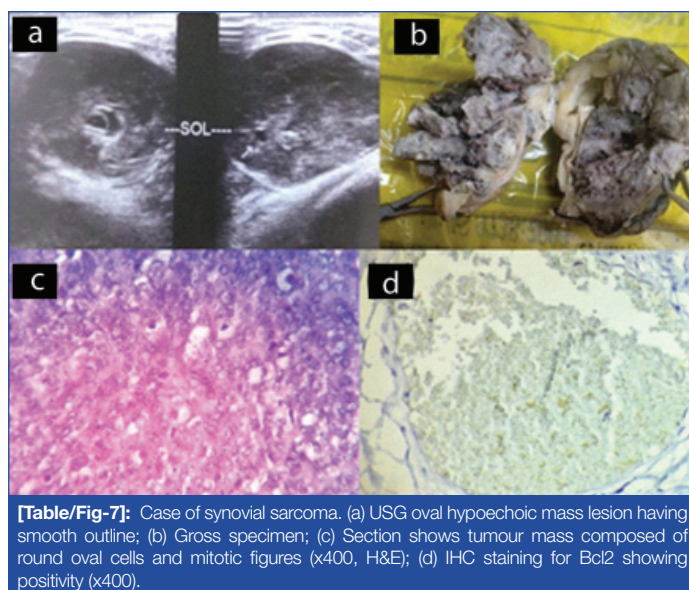 a
b
---SOL----
c
d
[Table/Fig-7]: Case of synovial sarcoma. (a) USG oval hypoechoic mass lesion having
smooth outline; (b) Gross specimen; (c) Section shows tumour mass composed of
round oval cells and mitotic figures (x400, H&E); (d) IHC staining for Bcl2 showing
positivity (x400).